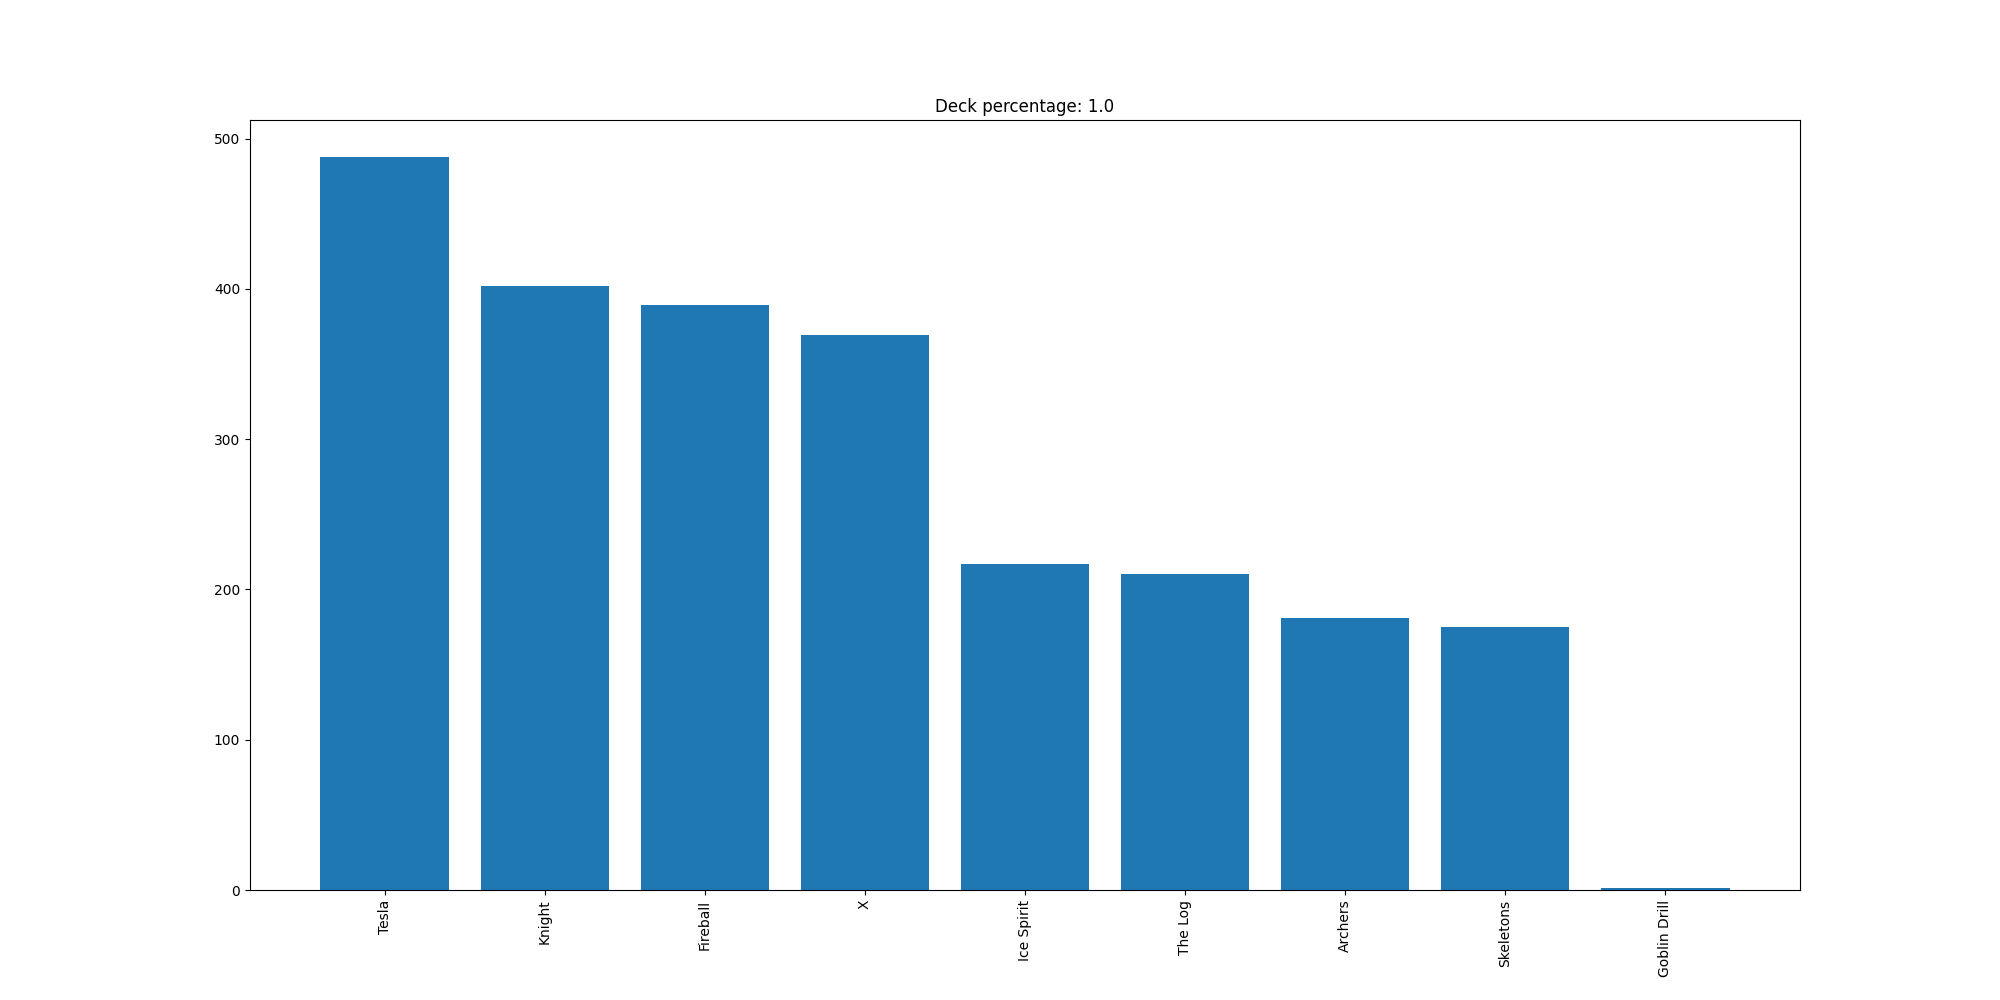 Deck percentage: 1.0
500
400
300
200
100
0
Tesla
Knight
Fireball
X
Ice Spirit
The Log
Archers
Skeletons
Goblin Drill